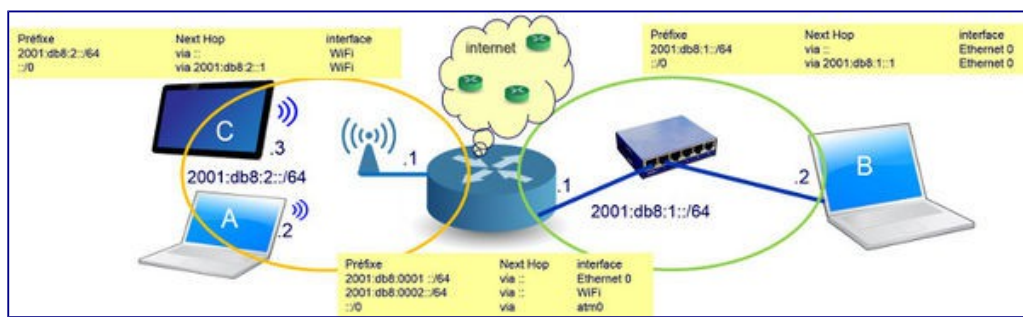 Préfixe Next Hop interface
2001:db8:2::/64 via :: WiFi
::/0 via 2001:db8:2::1 WiFi
internet
Préfixe Next Hop interface
2001:db8:1::/64 via :: Ethernet 0
::/0 via 2001:db8:1::1 Ethernet 0
C
.3
2001:db8:2::/64
A
.2
.1
.1
2001:db8:1::/64
.2
B
Préfixe Next Hop interface
2001:db8:0001 ::/64 via :: Ethernet 0
2001:db8:0002::/64 via :: WiFi
::/0 via atm0